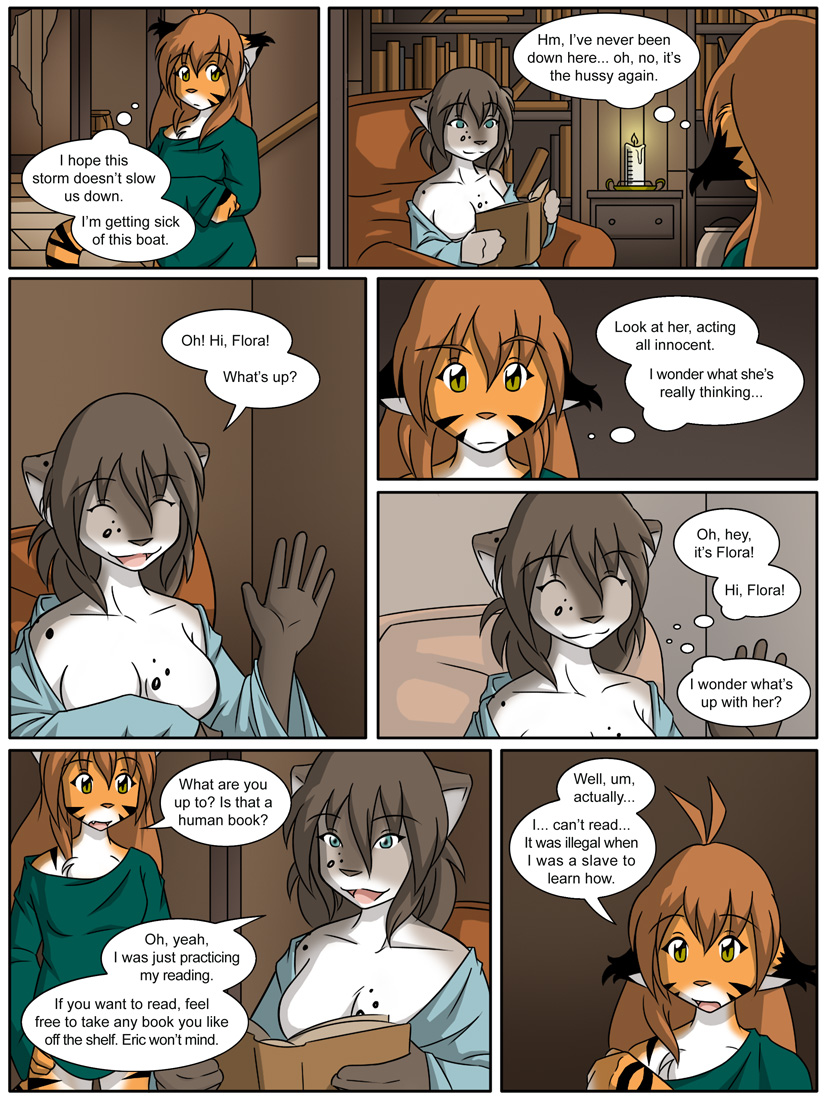 I hope this
storm doesn't slow
us down.
I'm getting sick
of this boat.
Hm, I've never been
down here... oh, no, it's
the hussy again.
Oh! Hi, Flora!
What's up?
Look at her, acting
all innocent.
I wonder what she's
really thinking...
Oh, hey,
it's Flora!
Hi, Flora!
I wonder what's
up with her?
What are you
up to? Is that a
human book?
Oh, yeah,
I was just practicing
my reading.
If you want to read, feel
free to take any book you like
off the shelf. Eric won't mind.
Well, um,
actually...
I... can't read...
It was illegal when
I was a slave to
learn how.